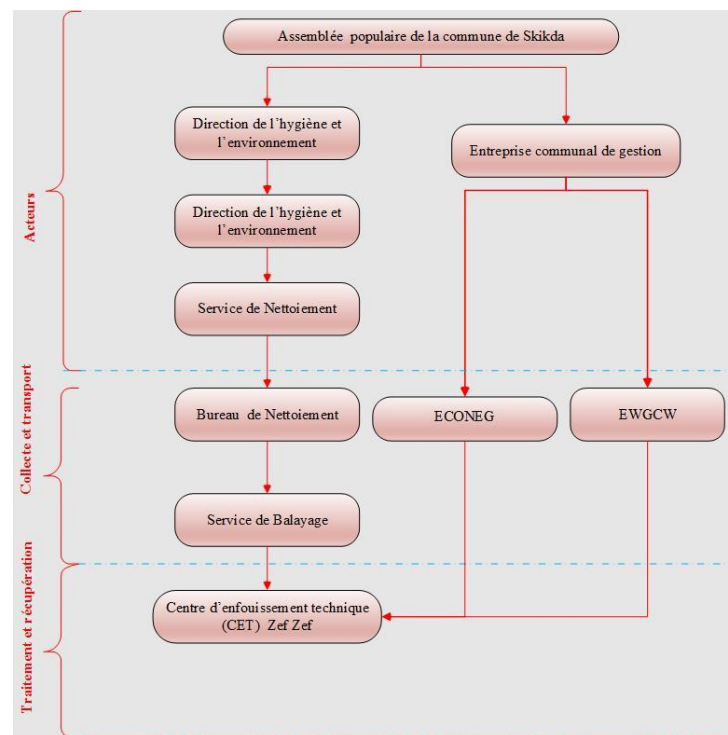 Assemblée populaire de la commune de Skikda
Direction de l'hygiène et
l'environnement
Entreprise communal de gestion
Direction de l'hygiène et
l'environnement
Service de Nettoiement
Acteurs
Bureau de Nettoiement
ECONEG
EWGCW
Service de Balayage
Collecte et transport
Centre d'enfouissement technique
(CET) Zef Zef
Traitement et récupération